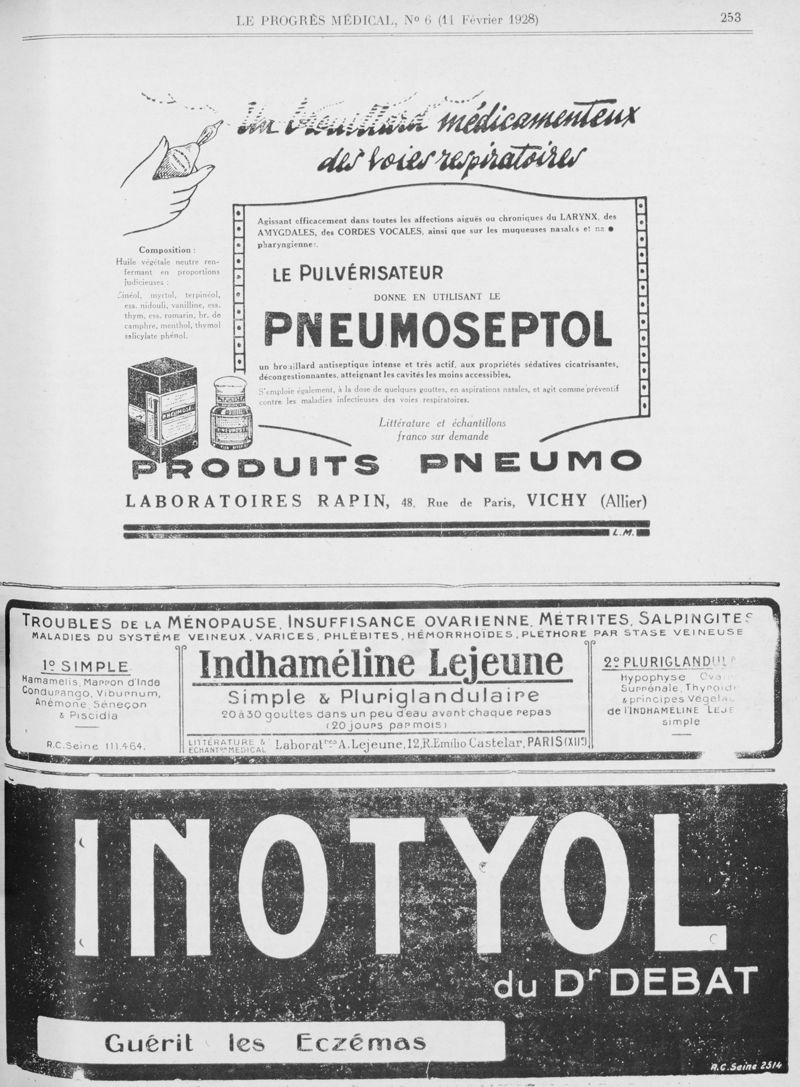 LE PROGRÈS MÉDICAL, No 6 (11 Février 1928)
253
Un brouillard médicamenteux
des voies respiratoires
Agissant efficacement dans toutes les affections aiguës ou chroniques du LARYNX, des
AMYGDALES, des CORDES VOCALES, ainsi que sur les muqueuses nasales et
pharyngiennes.
Composition :
Huile végétale neutre ren-
fermant en proportions
judicieuses :
Cinéol, myrtol, terpinéol,
ess. niaouli, vanilline, ess.
thym, ess. romarin, br. de
camphre, menthol, thymol
salicylate phénol.
LE PULVÉRISATEUR
DONNE EN UTILISANT LE
PNEUMOSEPTOL
un brouillard antiseptique intense et très actif, aux propriétés sédatives cicatrisantes,
décongestionnantes, atteignant les cavités les moins accessibles.
S'emploie également, à la dose de quelques gouttes, en aspirations nasales, et agit comme préventif
contre les maladies infectieuses des voies respiratoires.
Littérature et échantillons
franco sur demande
PRODUITS PNEUMO
LABORATOIRES RAPIN, 48, Rue de Paris, VICHY (Allier)
L.M.
TROUBLES DE LA MÉNOPAUSE, INSUFFISANCE OVARIENNE, MÉTRITES, SALPINGITES
MALADIES DU SYSTÈME VEINEUX, VARICES, PHLÉBITES, HÉMORRHOÏDES, PLÉTHORE PAR STASE VEINEUSE
1º SIMPLE
Hamamelis, Marron d'Inde
Condurango, Viburnum,
Anémone Séneçon
& Piscidia
R.C. Seine 111.464.
Indhaméline Lejeune
Simple & Pluriglandulaire
20 à 30 gouttes dans un peu d'eau avant chaque repas
(20 jours par mois)
LITTÉRATURE &
ECHANTons MEDICAL
Laboratres A. Lejeune, 12, R. Emilio Castelar, PARIS (XIIe)
2º PLURIGLANDUL
Hypophyse Ovai
Surrénale, Thyroïde
& principes Végétau
de l'INDHAMÉLINE LEJE
simple
INOTYOL
du Dr DEBAT
Guérit les Eczémas
R.C. Seine 2514